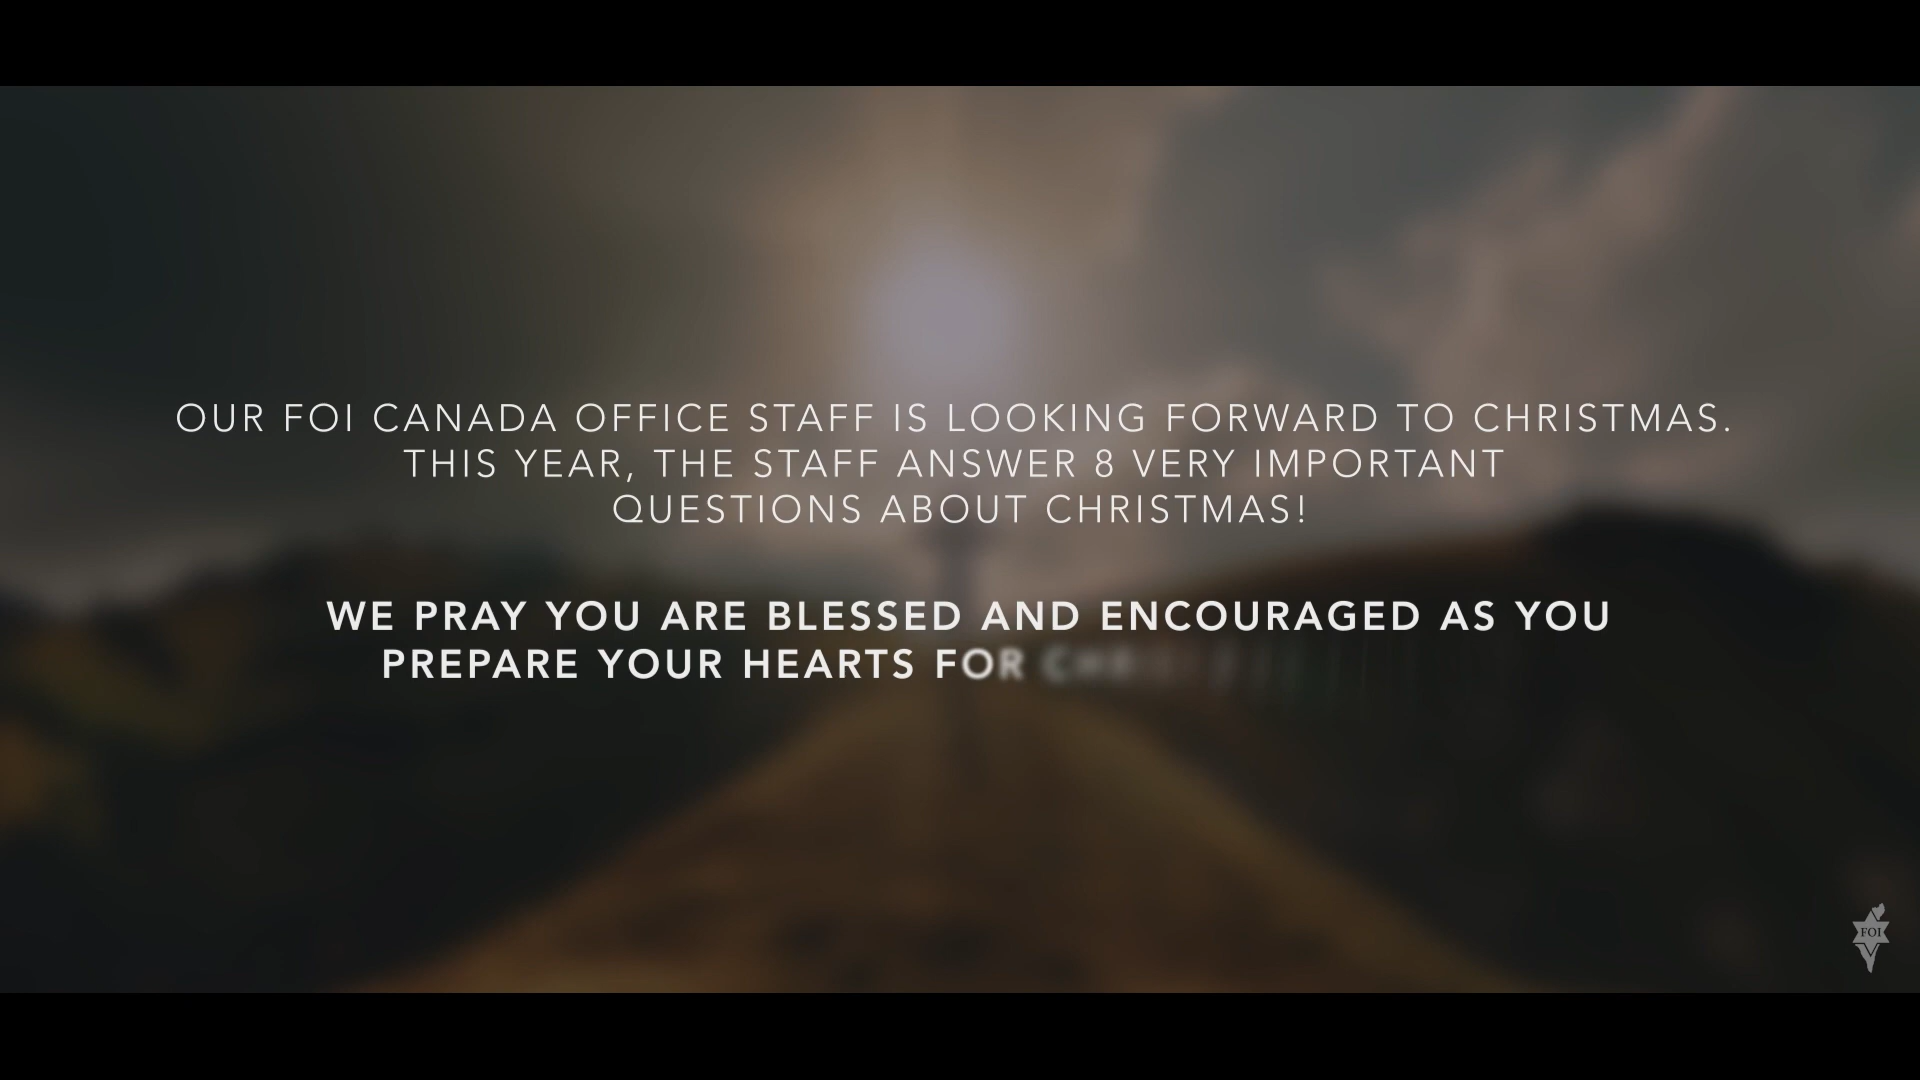 OUR FOI CANADA OFFICE STAFF IS LOOKING FORWARD TO CHRISTMAS.
THIS YEAR, THE STAFF ANSWER 8 VERY IMPORTANT
QUESTIONS ABOUT CHRISTMAS!
WE PRAY YOU ARE BLESSED AND ENCOURAGED AS YOU
PREPARE YOUR HEARTS FOR
FOI